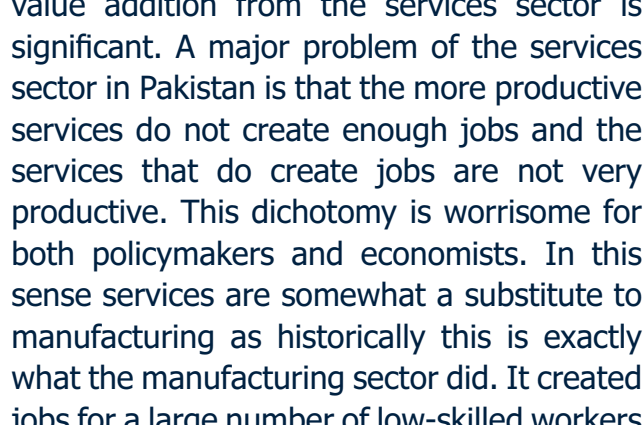 value addition from the services sector is
significant. A major problem of the services
sector in Pakistan is that the more productive
services do not create enough jobs and the
services that do create jobs are not very
productive. This dichotomy is worrisome for
both policymakers and economists. In this
sense services are somewhat a substitute to
manufacturing as historically this is exactly
what the manufacturing sector did. It created
jobs for a large number of low-skilled workers